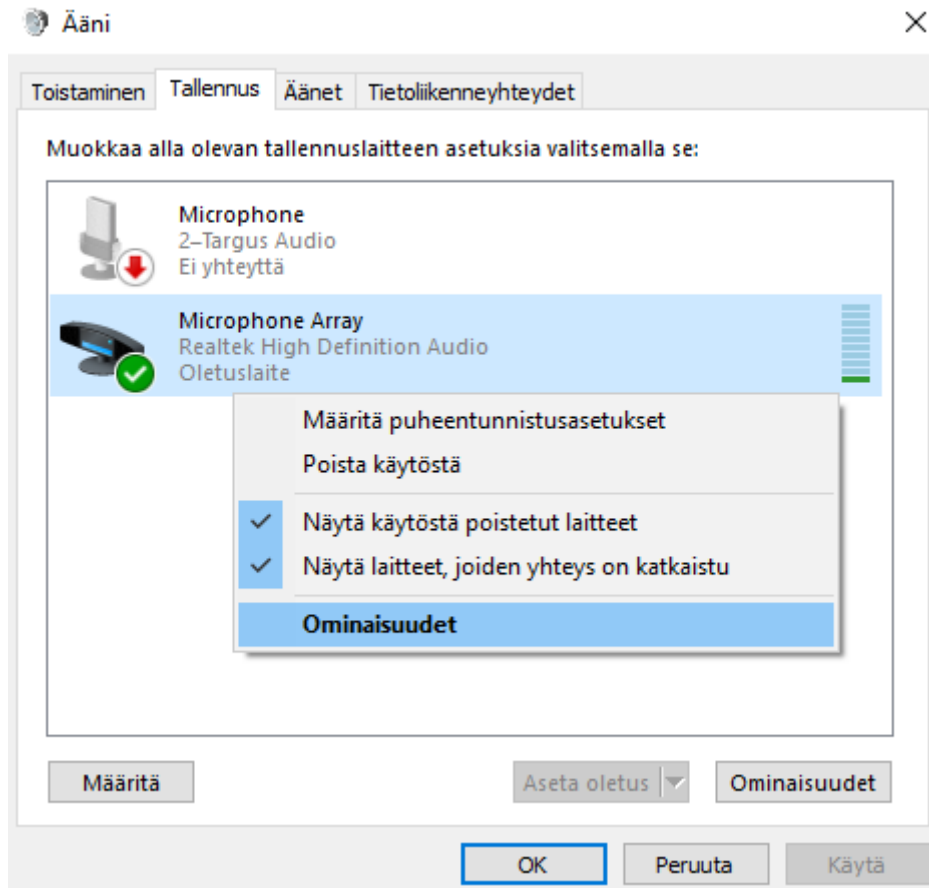 Ääni
Toistaminen Tallennus Äänet Tietoliikenneyhteydet
Muokkaa alla olevan tallennuslaitteen asetuksia valitsemalla se:
Microphone
2–Targus Audio
Ei yhteyttä
Microphone Array
Realtek High Definition Audio
Oletuslaite
Määritä puheentunnistusasetukset
Poista käytöstä
Näytä käytöstä poistetut laitteet
Näytä laitteet, joiden yhteys on katkaistu
Ominaisuudet
Määritä Aseta oletus Ominaisuudet
OK Peruuta Käytä